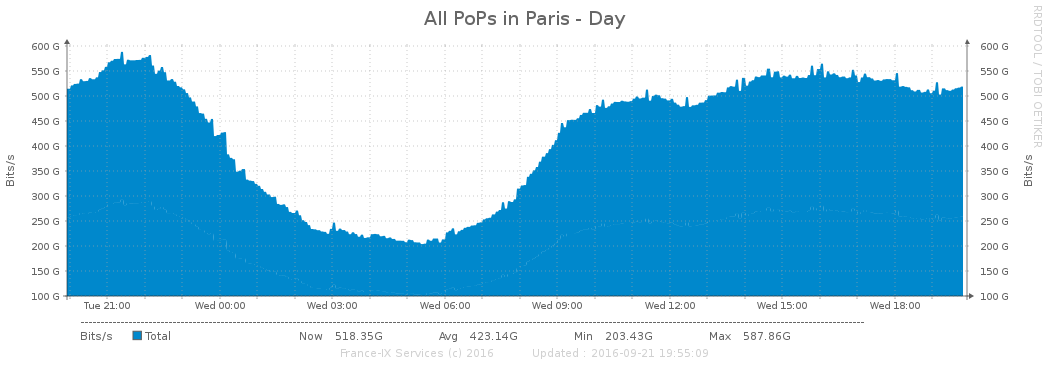 All PoPs in Paris - Day
RRDTOOL / TOBI OETIKER
Bits/s
600 G 600 G
550 G 550 G
500 G 500 G
450 G 450 G
400 G 400 G
350 G 350 G
300 G 300 G
250 G 250 G
200 G 200 G
150 G 150 G
100 G 100 G
Bits/s
Tue 21:00 Wed 00:00 Wed 03:00 Wed 06:00 Wed 09:00 Wed 12:00 Wed 15:00 Wed 18:00
Bits/s Total Now 518.35G Avg 423.14G Min 203.43G Max 587.86G
France-IX Services (c) 2016 Updated : 2016-09-21 19:55:09